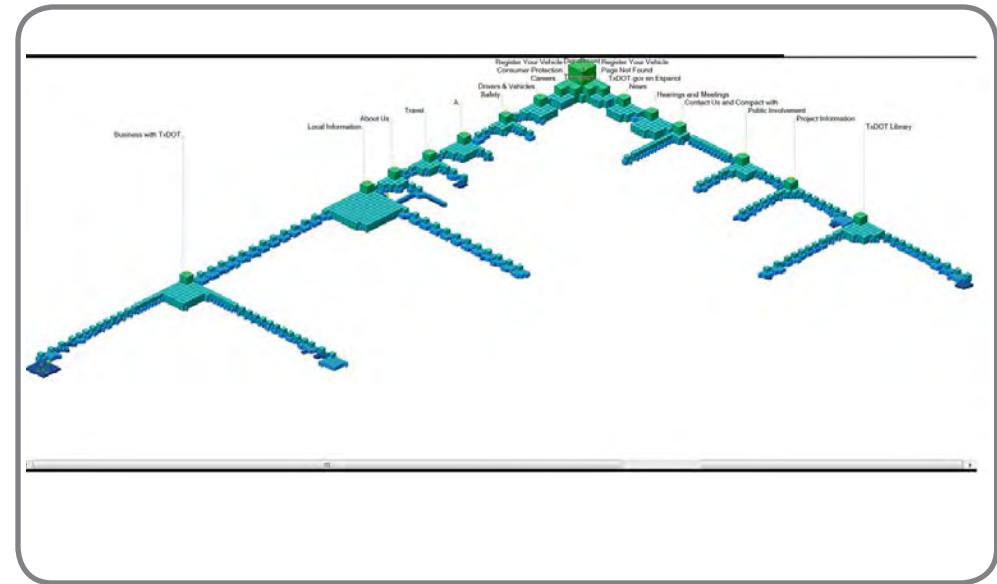 Register Your Vehicle
Register Your Vehicle
Consumer Protection
Page Not Found
Careers
TxDOT.gov en Espanol
Drivers & Vehicles
News
Safety
Hearings and Meetings
A
Contact Us and Compact with
Travel
Public Involvement
About Us
Project Information
Local Information
TxDOT Library
Business with TxDOT